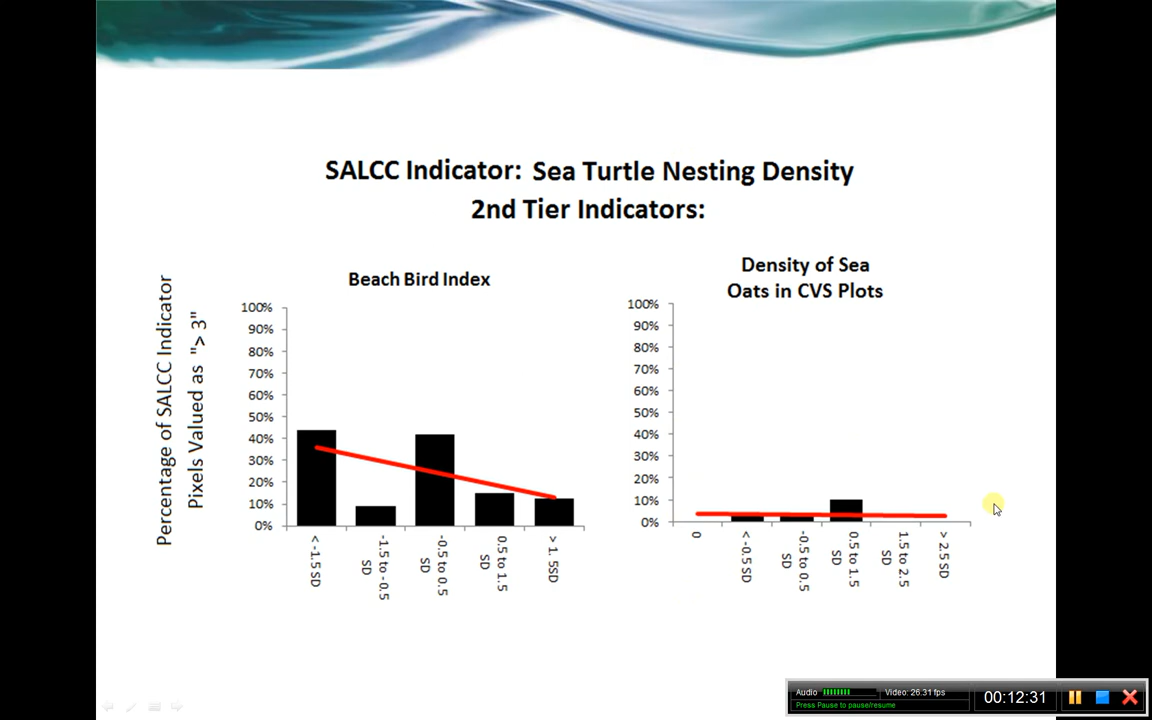 SALCC Indicator: Sea Turtle Nesting Density
2nd Tier Indicators:
Percentage of SALCC Indicator
Pixels Valued as "> 3"
Beach Bird Index
100%
90%
80%
70%
60%
50%
40%
30%
20%
10%
0%
< -1.5 SD
-1.5 to -0.5
SD
-0.5 to 0.5
SD
0.5 to 1.5
SD
> 1. 5SD
Density of Sea
Oats in CVS Plots
100%
90%
80%
70%
60%
50%
40%
30%
20%
10%
0%
0
< -0.5 SD
-0.5 to 0.5
SD
0.5 to 1.5
SD
1.5 to 2.5
SD
> 2.5 SD
Audio
Video: 26.31 fps
Press Pause to pause/resume
00:12:31